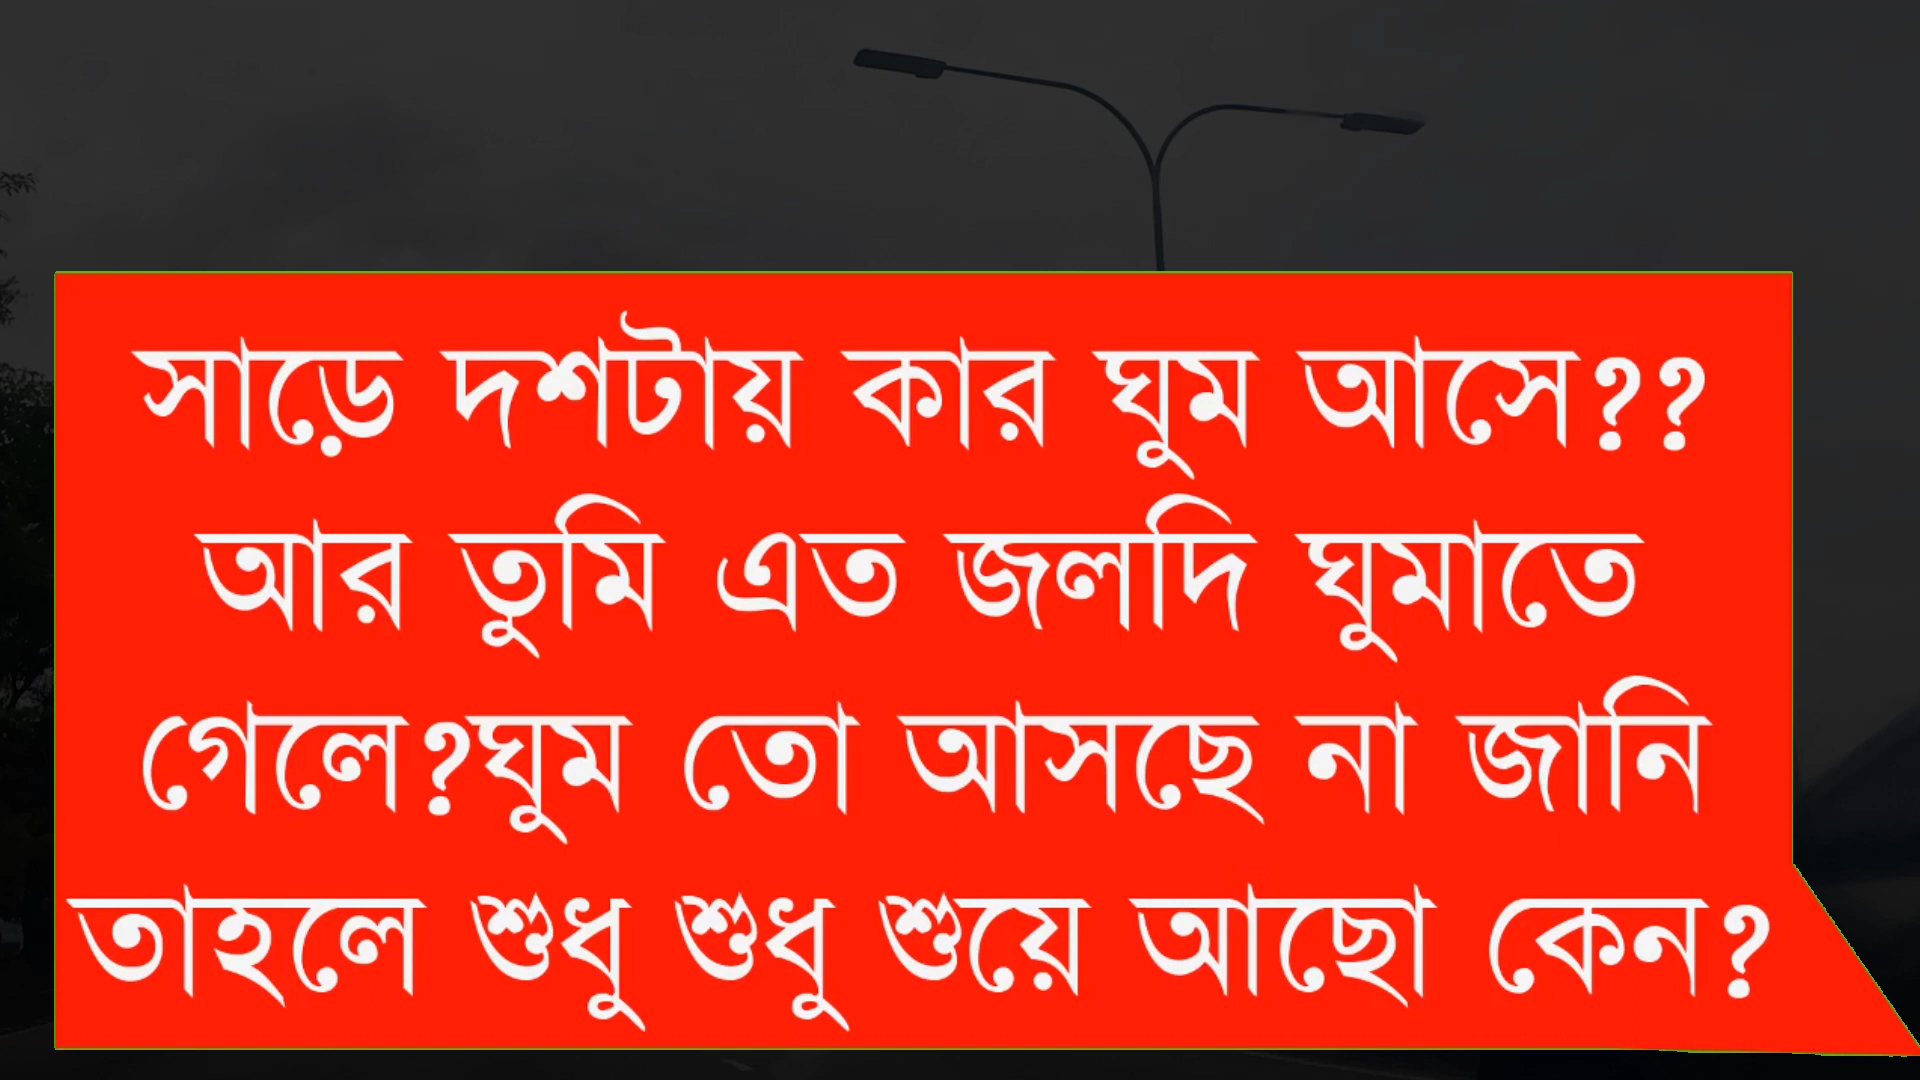 সাড়ে দশটায় কার ঘুম আসে??
আর তুমি এত জলদি ঘুমাতে
গেলে?ঘুম তো আসছে না জানি
তাহলে শুধু শুধু শুয়ে আছো কেন?